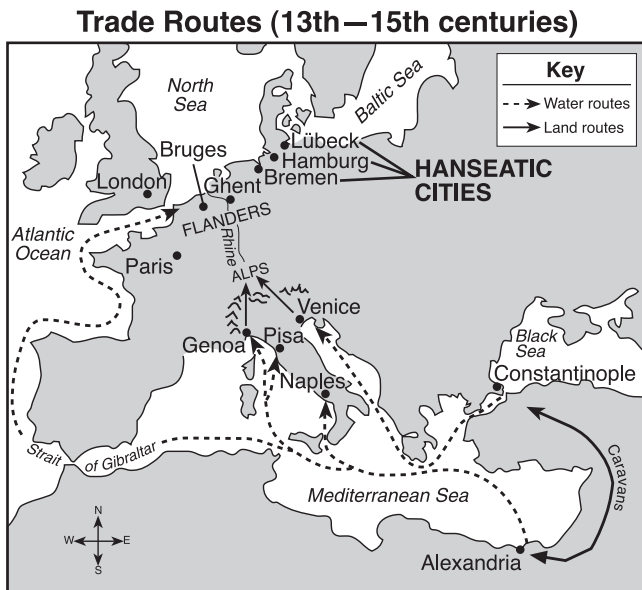 Trade Routes (13th—15th centuries)
Key
Water routes
Land routes
North
Sea
Baltic Sea
Lübeck
Hamburg
Bremen
HANSEATIC
CITIES
Bruges
London
Ghent
FLANDERS
Atlantic
Ocean
Rhine
Paris
ALPS
Venice
Genoa
Pisa
Naples
Black
Sea
Constantinople
Strait of Gibraltar
Caravans
Mediterranean Sea
N
W
E
S
Alexandria